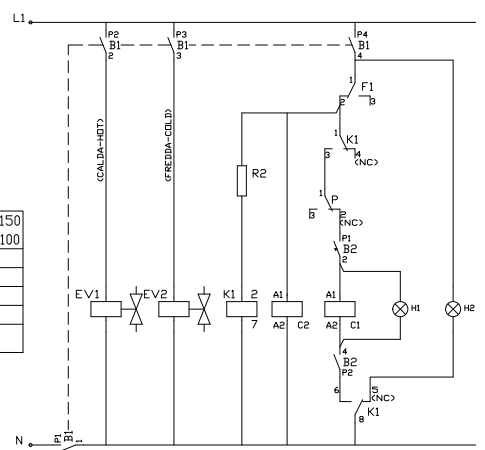 L1
P2
P3
P4
B1
B1
B1
2
3
4
1
F1
2
3
1
K1
3
4
(NC)
(CALDA-HOT)
(FREDDA-COLD)
R2
1
P
3
2
(NC)
150
100
P1
B2
2
EV1
EV2
K1
2
7
A1
A2
C2
A1
A2
C1
H1
H2
4
B2
P2
6
5
(NC)
K1
8
N
P1
B1
1